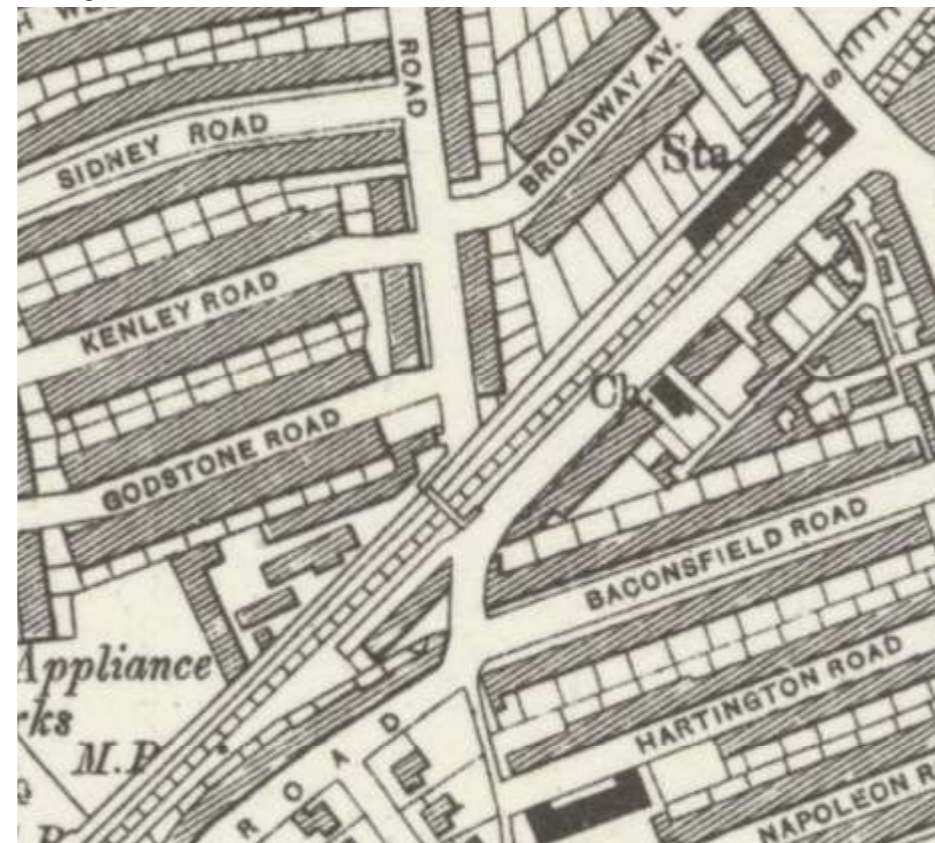 ROAD
S
BROADWAY AV.
SIDNEY ROAD
Sta.
KENLEY ROAD
Ch.
GODSTONE ROAD
BACONSFIELD ROAD
Appliance
rks
M.P.
HARTINGTON ROAD
ROAD
NAPOLEON R